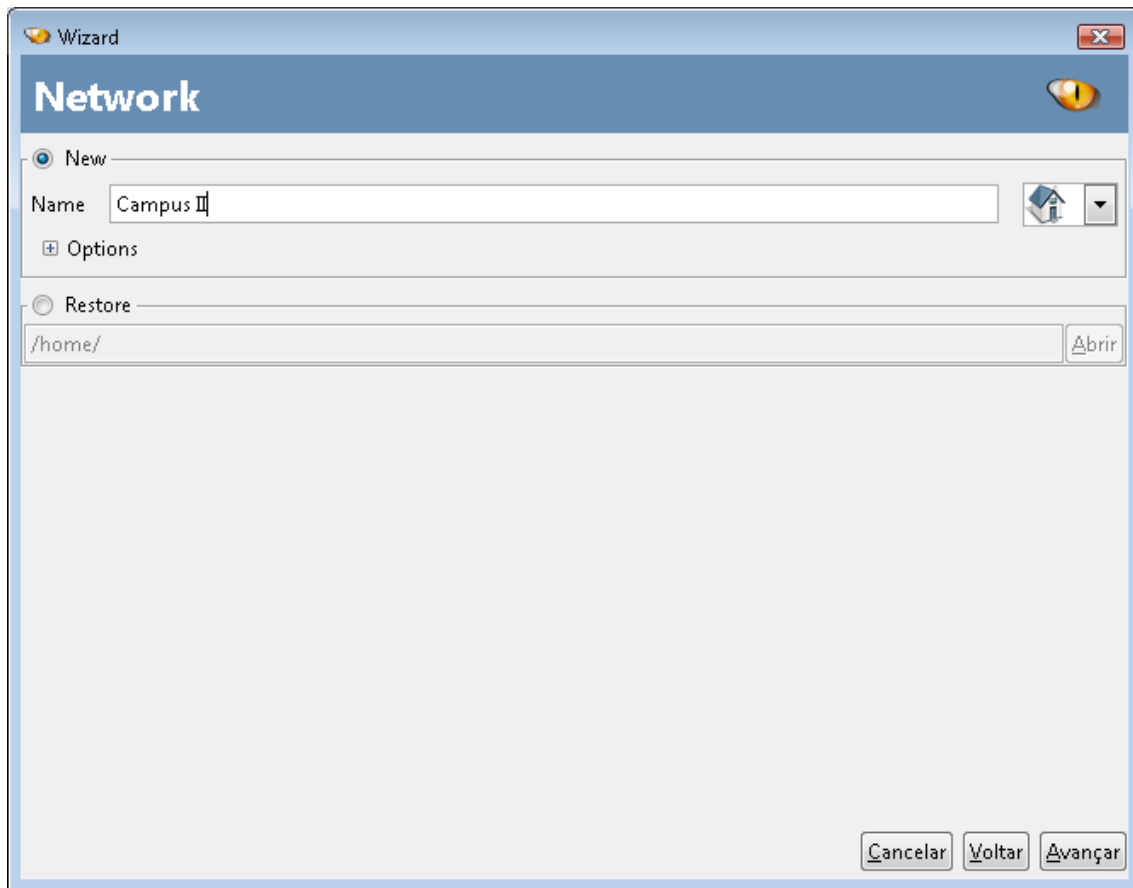 Wizard
Network
New
Name Campus II
Options
Restore
/home/ Abrir
Cancelar Voltar Avançar